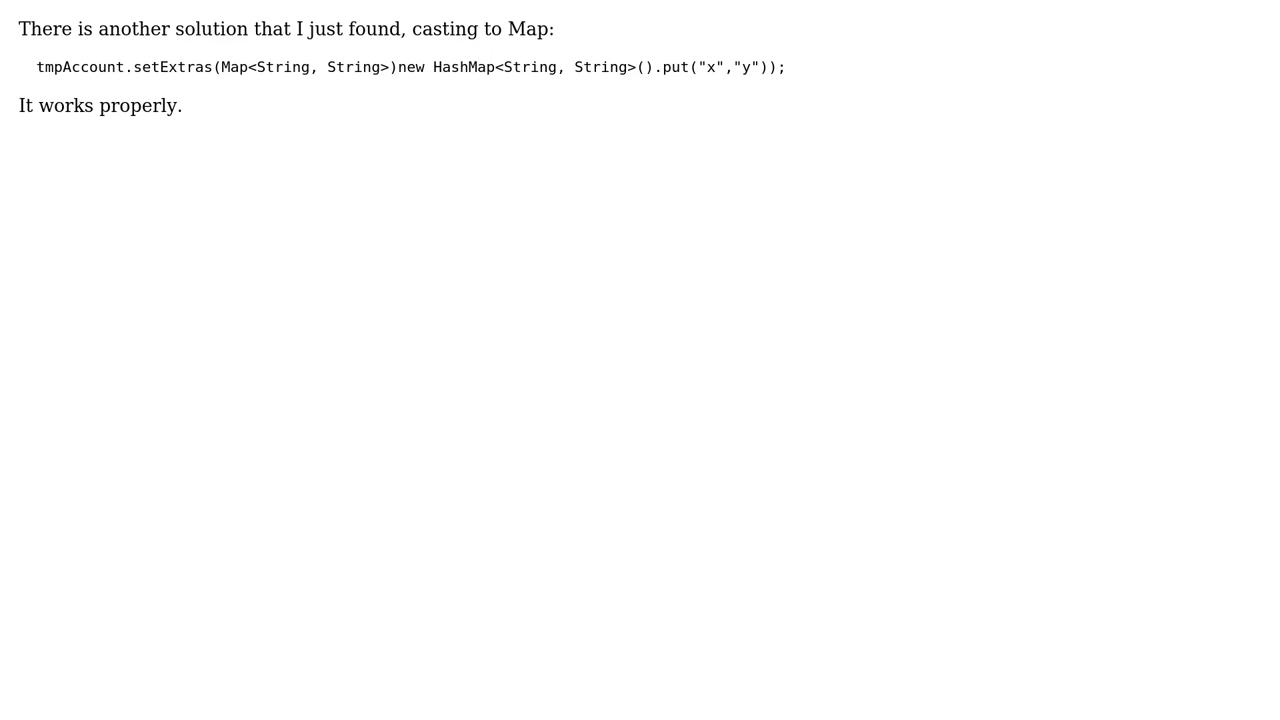 There is another solution that I just found, casting to Map:
tmpAccount.setExtras(Map<String, String>)new HashMap<String, String>().put("x","y"));
It works properly.